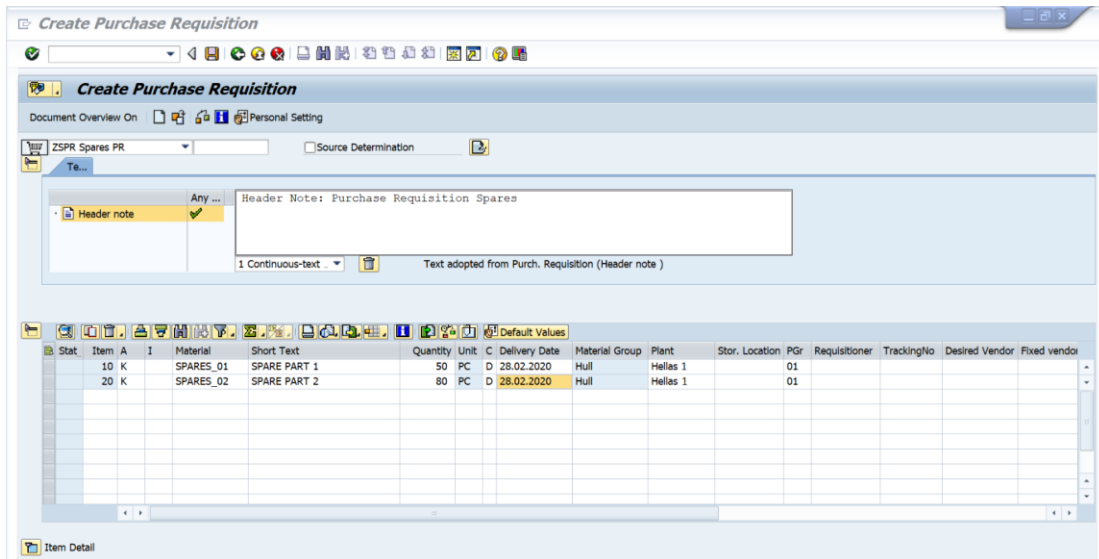 Create Purchase Requisition
Create Purchase Requisition
Document Overview On Personal Setting
ZSPR Spares PR Source Determination
Te...
Any ... Header Note: Purchase Requisition Spares
Header note
1 Continuous-text .. Text adopted from Purch. Requisition (Header note )
Default Values
Stat Item A I Material Short Text Quantity Unit C Delivery Date Material Group Plant Stor. Location PGr Requisitioner TrackingNo Desired Vendor Fixed vendor
10 K SPARES_01 SPARE PART 1 50 PC D 28.02.2020 Hull Hellas 1 01
20 K SPARES_02 SPARE PART 2 80 PC D 28.02.2020 Hull Hellas 1 01
Item Detail